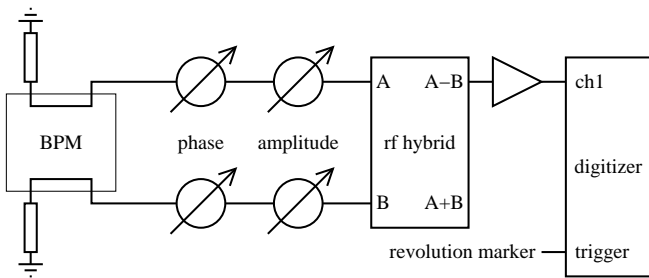 A A−B ch1
BPM phase amplitude rf hybrid
digitizer
B A+B
revolution marker trigger